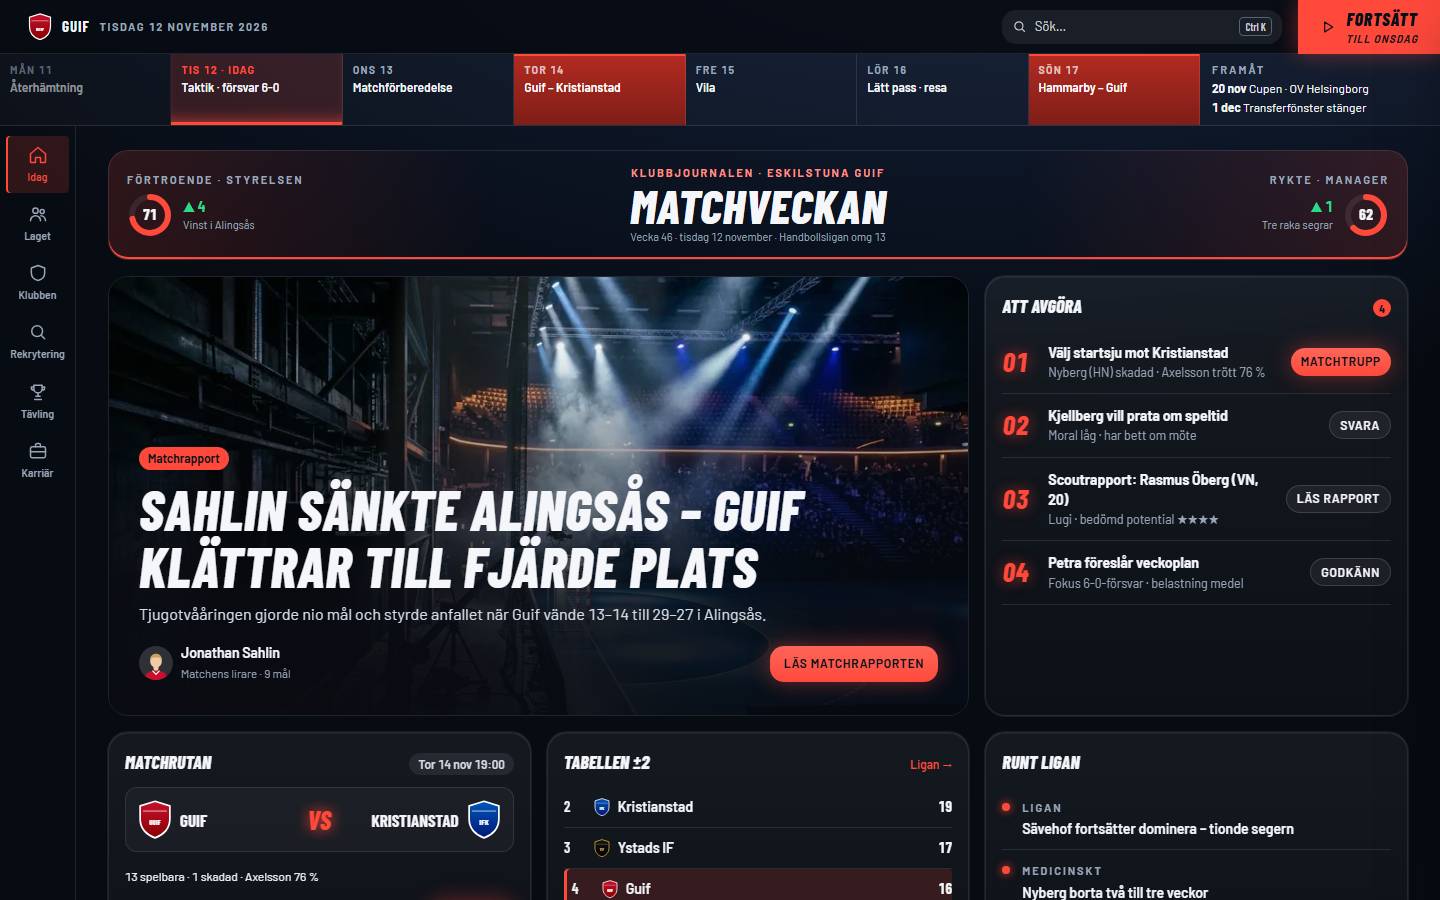 GUIF TISDAG 12 NOVEMBER 2026
Sök...
Ctrl K
FORTSÄTT
TILL ONSDAG
MÅN 11
Återhämtning
TIS 12 · IDAG
Taktik · försvar 6-0
ONS 13
Matchförberedelse
TOR 14
Guif – Kristianstad
FRE 15
Vila
LÖR 16
Lätt pass · resa
SÖN 17
Hammarby – Guif
FRAMÅT
20 nov Cupen · OV Helsingborg
1 dec Transferfönster stänger
Idag
Laget
Klubben
Rekrytering
Tävling
Karriär
FÖRTROENDE · STYRELSEN
71
▲4
Vinst i Alingsås
KLUBBJOURNALEN · ESKILSTUNA GUIF
MATCHVECKAN
Vecka 46 · tisdag 12 november · Handbollsligan omg 13
RYKTE · MANAGER
▲1
Tre raka segrar
62
Matchrapport
SAHLIN SÄNKTE ALINGSÅS – GUIF
KLÄTTRAR TILL FJÄRDE PLATS
Tjugotvååringen gjorde nio mål och styrde anfallet när Guif vände 13–14 till 29–27 i Alingsås.
Jonathan Sahlin
Matchens lirare · 9 mål
LÄS MATCHRAPPORTEN
ATT AVGÖRA
4
01
Välj startsju mot Kristianstad
Nyberg (HN) skadad · Axelsson trött 76 %
MATCHTRUPP
02
Kjellberg vill prata om speltid
Moral låg · har bett om möte
SVARA
03
Scoutrapport: Rasmus Öberg (VN,
20)
Lugi · bedömd potential ★★★★
LÄS RAPPORT
04
Petra föreslår veckoplan
Fokus 6-0-försvar · belastning medel
GODKÄNN
MATCHRUTAN
Tor 14 nov 19:00
GUIF
GUIF
VS
KRISTIANSTAD
IFK
13 spelbara · 1 skadad · Axelsson 76 %
TABELLEN ±2
Ligan →
2 Kristianstad 19
3 Ystads IF 17
4 Guif 16
RUNT LIGAN
LIGAN
Sävehof fortsätter dominera – tionde segern
MEDICINSKT
Nyberg borta två till tre veckor